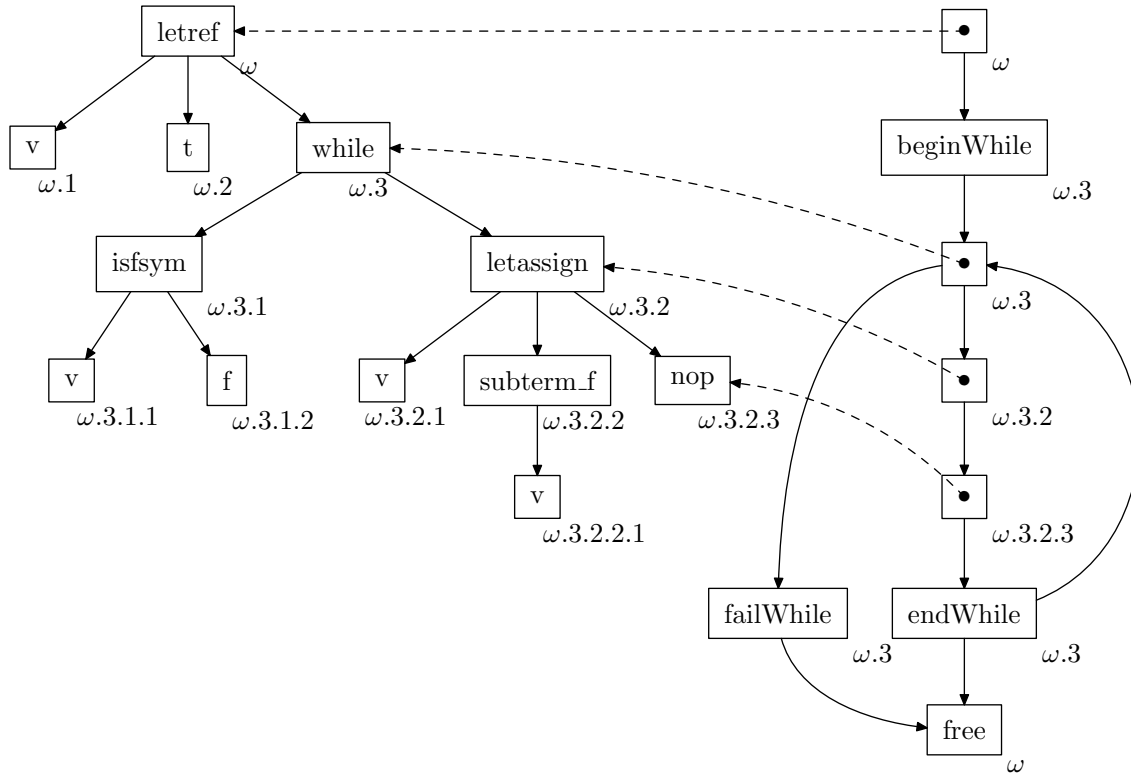 letref
ω
ω
v
t
while
beginWhile
ω.1
ω.2
ω.3
ω.3
isfsym
letassign
ω.3.1
ω.3.2
ω.3
v
f
v
subterm_f
nop
ω.3.1.1
ω.3.1.2
ω.3.2.1
ω.3.2.2
ω.3.2.3
ω.3.2
v
ω.3.2.2.1
ω.3.2.3
failWhile
endWhile
ω.3
ω.3
free
ω